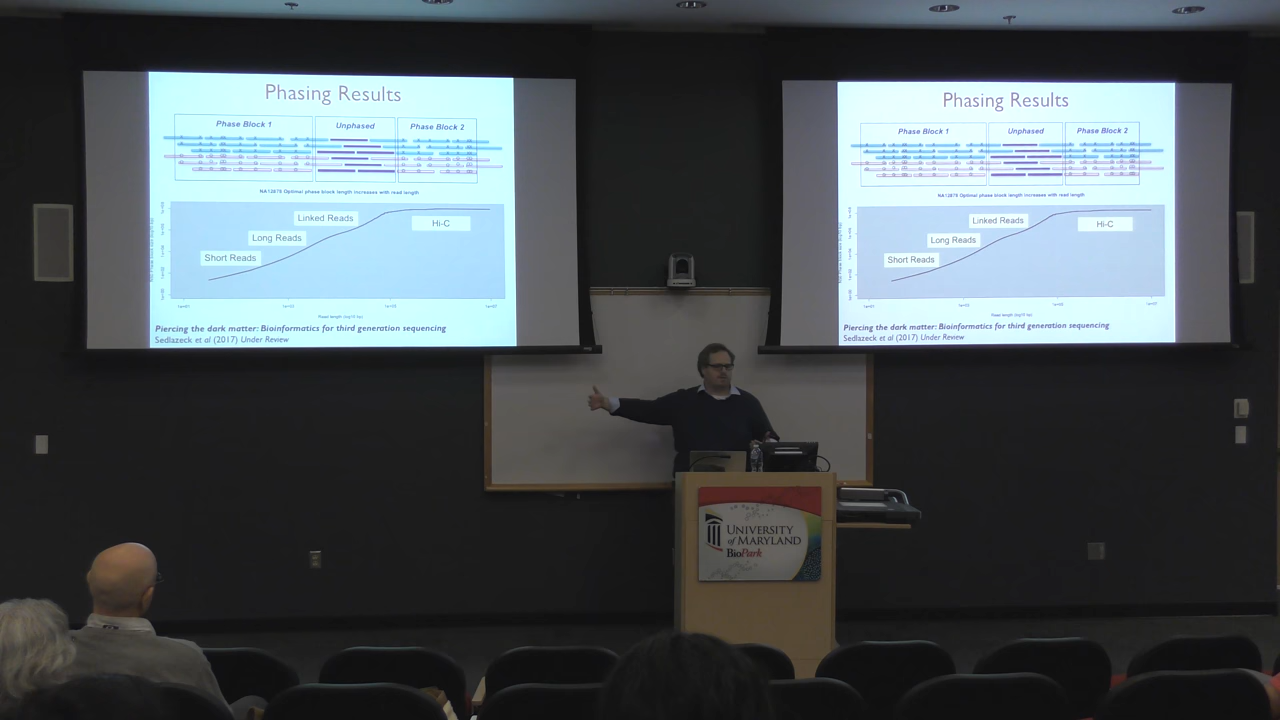 Phasing Results
Phase Block 1
Unphased
Phase Block 2
NA12878 Optimal phase block length increases with read length
Linked Reads
Hi-C
Long Reads
Short Reads
Piercing the dark matter: Bioinformatics for third generation sequencing
Sedlazeck et al (2017) Under Review
Phasing Results
Phase Block 1
Unphased
Phase Block 2
NA12878 Optimal phase block length increases with read length
Linked Reads
Hi-C
Long Reads
Short Reads
Piercing the dark matter: Bioinformatics for third generation sequencing
Sedlazeck et al (2017) Under Review
UNIVERSITY
of MARYLAND
BioPark